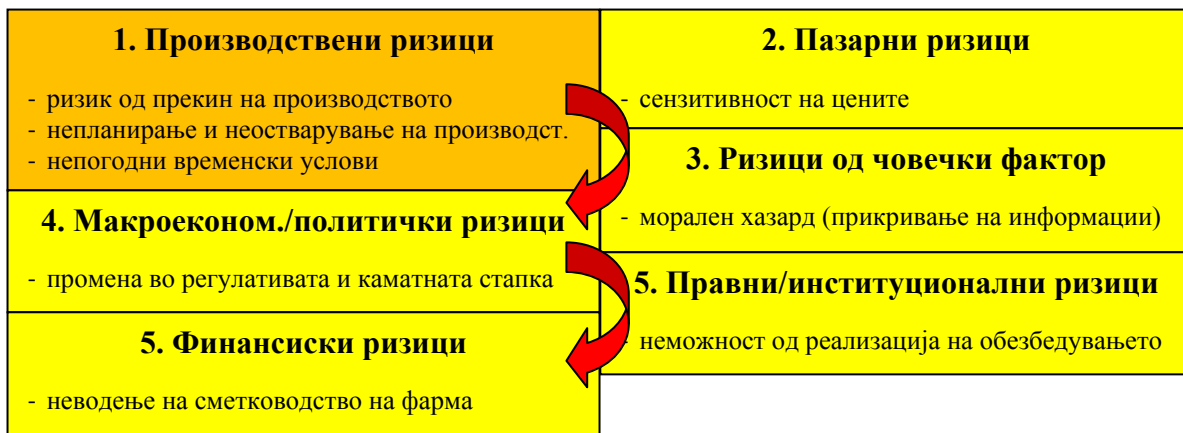 1. Производствени ризици
- ризик од прекин на производството
- непланирање и неостварување на производст.
- непогодни временски услови
2. Пазарни ризици
- сензитивност на цените
3. Ризици од човечки фактор
- морален хазард (прикривање на информации)
4. Макроеконом./политички ризици
- промена во регулативата и каматната стапка
5. Правни/институционални ризици
- неможност од реализација на обезбедувањето
5. Финансиски ризици
- неводење на сметководство на фарма